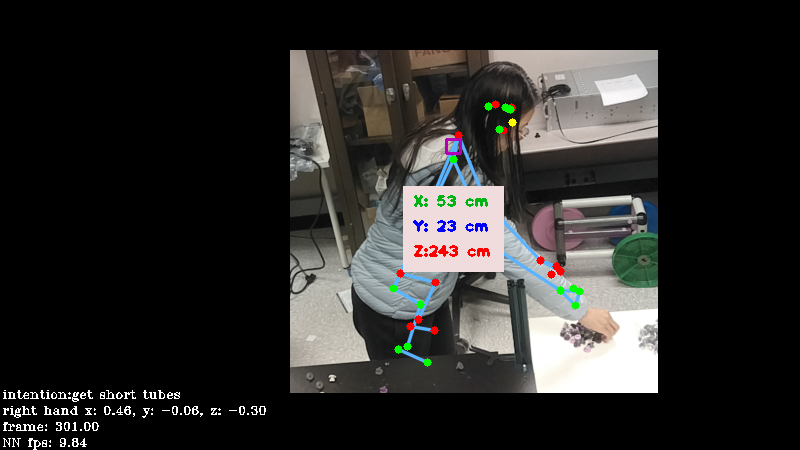 X: 53 cm
Y: 23 cm
Z:243 cm
intention:get short tubes
right hand x: 0.46, y: -0.06, z: -0.30
frame: 301.00
NN fps: 9.84